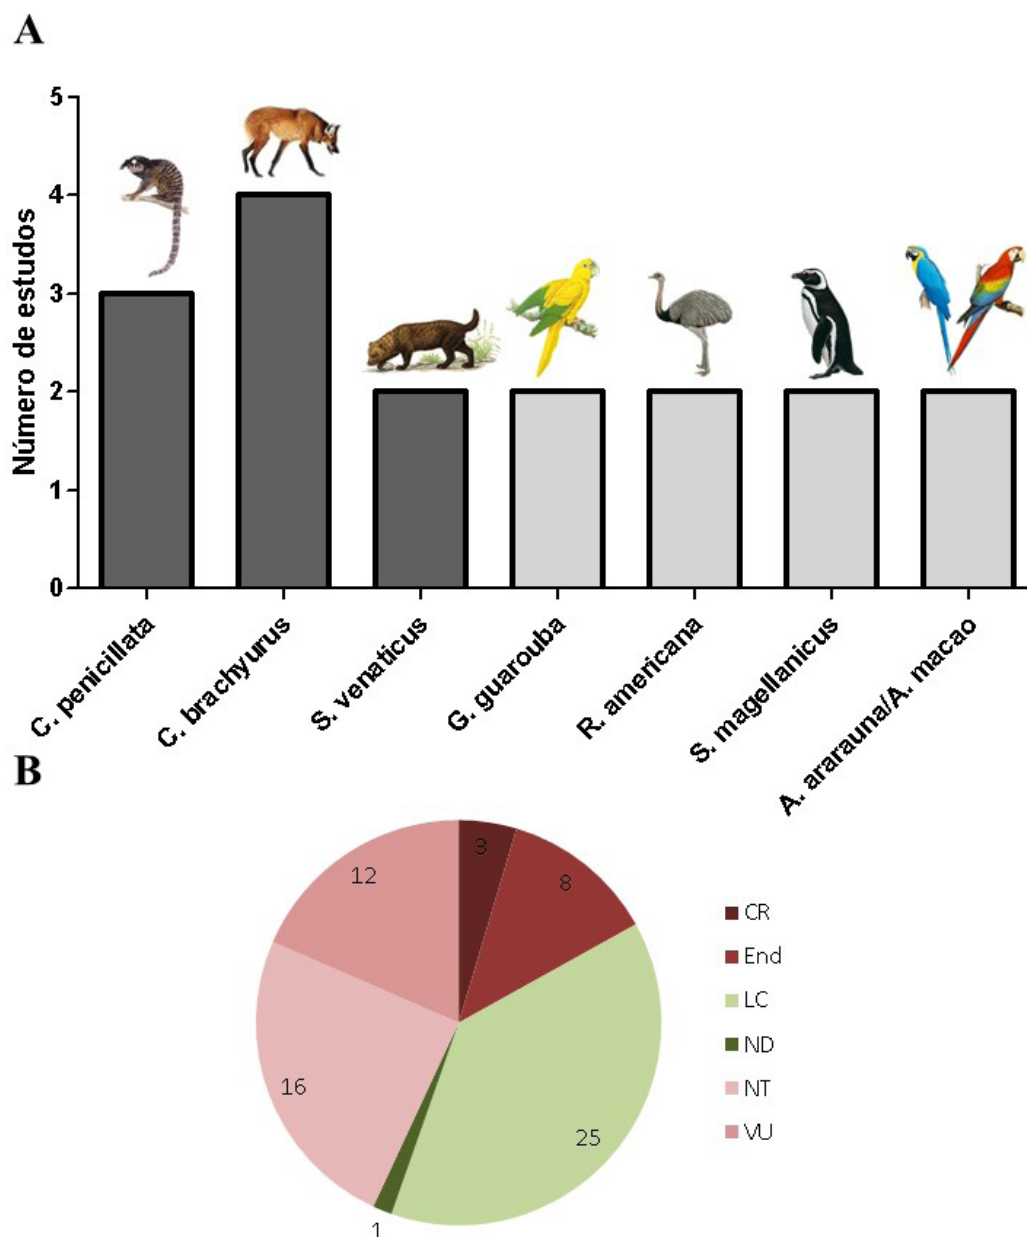 A
Número de estudos
5
4
3
2
1
0
C. penicillata
C. brachyurus
S. venaticus
G. guarouba
R. americana
S. magellanicus
A. ararauna/A. macao
B
3
8
12
16
25
1
CR
End
LC
ND
NT
VU